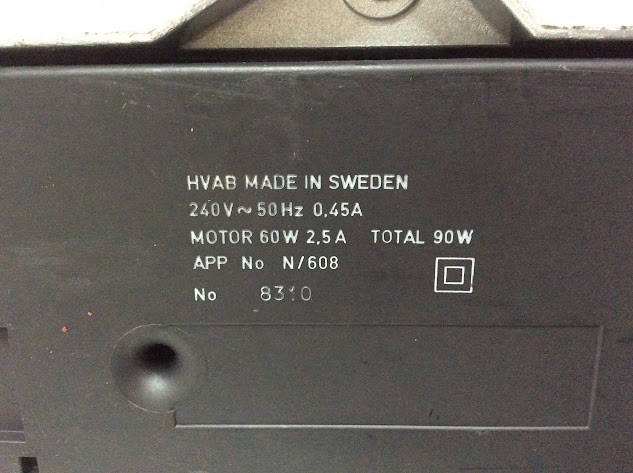 HVAB MADE IN SWEDEN
240V~50Hz 0,45A
MOTOR 60W 2,5A TOTAL 90W
APP No N/608
No 8310